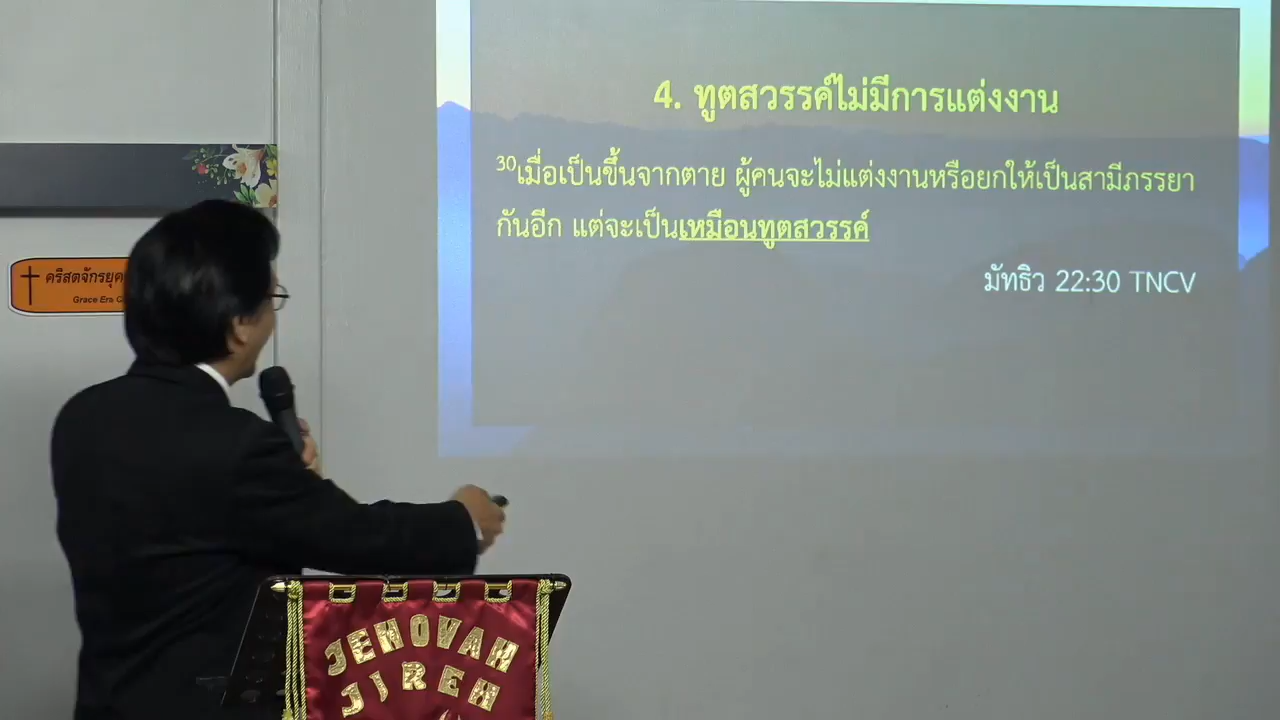 4. ทูตสวรรค์ไม่มีการแต่งงาน
30เมื่อเป็นขึ้นจากตาย ผู้คนจะไม่แต่งงานหรือยกให้เป็นสามีภรรยา
กันอีก แต่จะเป็นเหมือนทูตสวรรค์
มัทธิว 22:30 TNCV
คริสตจักรยุค
Grace Era
JEHOVAH
JIREH